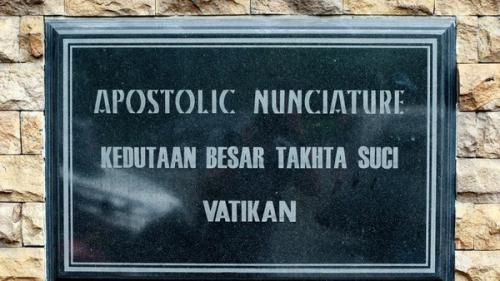 APOSTOLIC NUNCIATURE
KEDUTAAN BESAR TAKHTA SUCI
VATIKAN